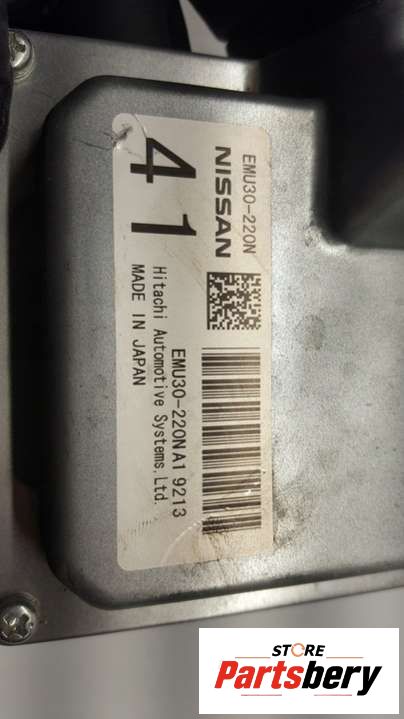 EMU30-220N
NISSAN
41
EMU30-220NA1 9213
Hitachi Automotive Systems,Ltd.
MADE IN JAPAN
STORE
Partsbery